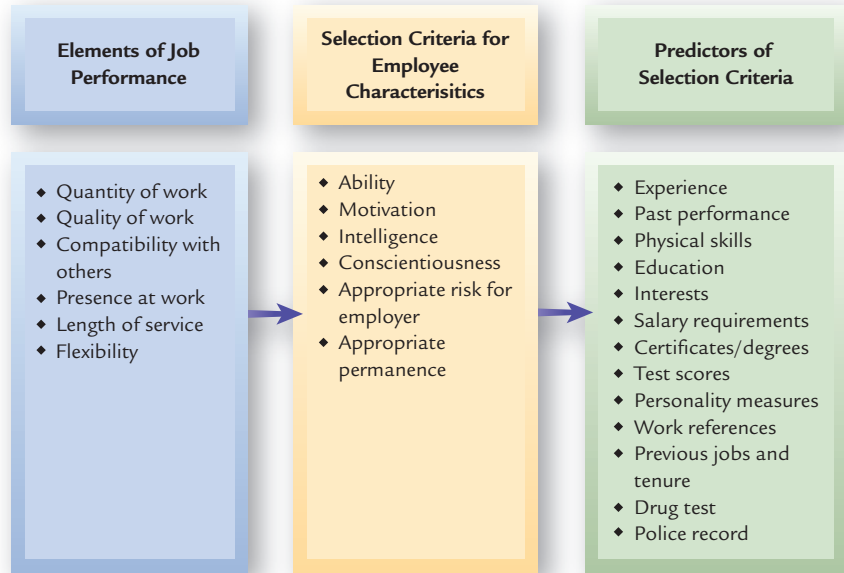 Elements of Job
Performance
Selection Criteria for
Employee
Characterisitics
Predictors of
Selection Criteria
◆ Quantity of work
◆ Quality of work
◆ Compatibility with
others
◆ Presence at work
◆ Length of service
◆ Flexibility
◆ Ability
◆ Motivation
◆ Intelligence
◆ Conscientiousness
◆ Appropriate risk for
employer
◆ Appropriate
permanence
◆ Experience
◆ Past performance
◆ Physical skills
◆ Education
◆ Interests
◆ Salary requirements
◆ Certificates/degrees
◆ Test scores
◆ Personality measures
◆ Work references
◆ Previous jobs and
tenure
◆ Drug test
◆ Police record